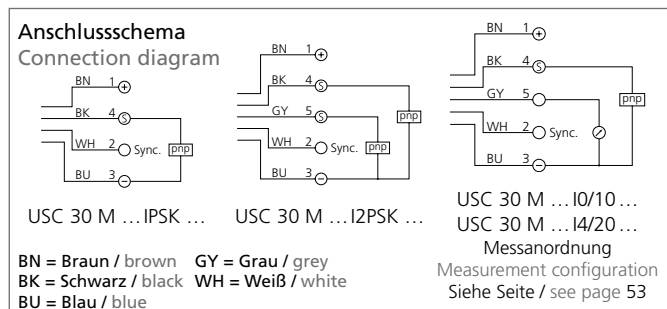 Anschlussschema
Connection diagram
BN 1 +
BK 4 S
WH 2 Sync. pnp
BU 3 −
USC 30 M ... IPSK ...
BN 1 +
BK 4 S
pnp
GY 5 S
WH 2 Sync. pnp
BU 3 −
USC 30 M ... I2PSK ...
BN 1 +
BK 4 S
GY 5 pnp
WH 2 Sync.
BU 3 −
USC 30 M ... I0/10 ...
USC 30 M ... I4/20 ...
Messanordnung
Measurement configuration
Siehe Seite / see page 53
BN = Braun / brown GY = Grau / grey
BK = Schwarz / black WH = Weiß / white
BU = Blau / blue